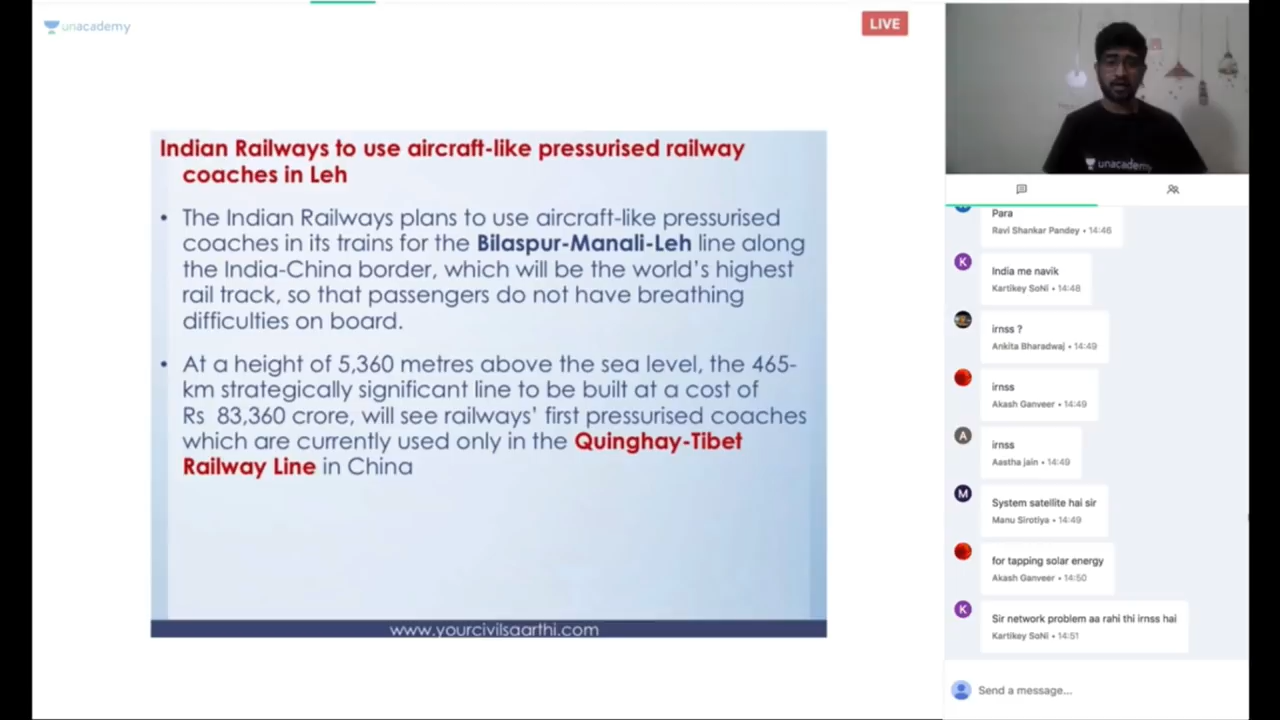 unacademy
LIVE
Indian Railways to use aircraft-like pressurised railway
coaches in Leh
• The Indian Railways plans to use aircraft-like pressurised
coaches in its trains for the Bilaspur-Manali-Leh line along
the India-China border, which will be the world's highest
rail track, so that passengers do not have breathing
difficulties on board.
• At a height of 5,360 metres above the sea level, the 465-
km strategically significant line to be built at a cost of
Rs 83,360 crore, will see railways' first pressurised coaches
which are currently used only in the Quinghay-Tibet
Railway Line in China
www.yourcivilsaarthi.com
unacademy
Para
Ravi Shankar Pandey • 14:46
K
India me navik
Kartikey SoNi • 14:48
irnss ?
Ankita Bharadwaj • 14:49
irnss
Akash Ganveer • 14:49
A
irnss
Aastha jain • 14:49
M
System satellite hai sir
Manu Sirotiya • 14:49
for tapping solar energy
Akash Ganveer • 14:50
K
Sir network problem aa rahi thi irnss hai
Kartikey SoNi • 14:51
Send a message...